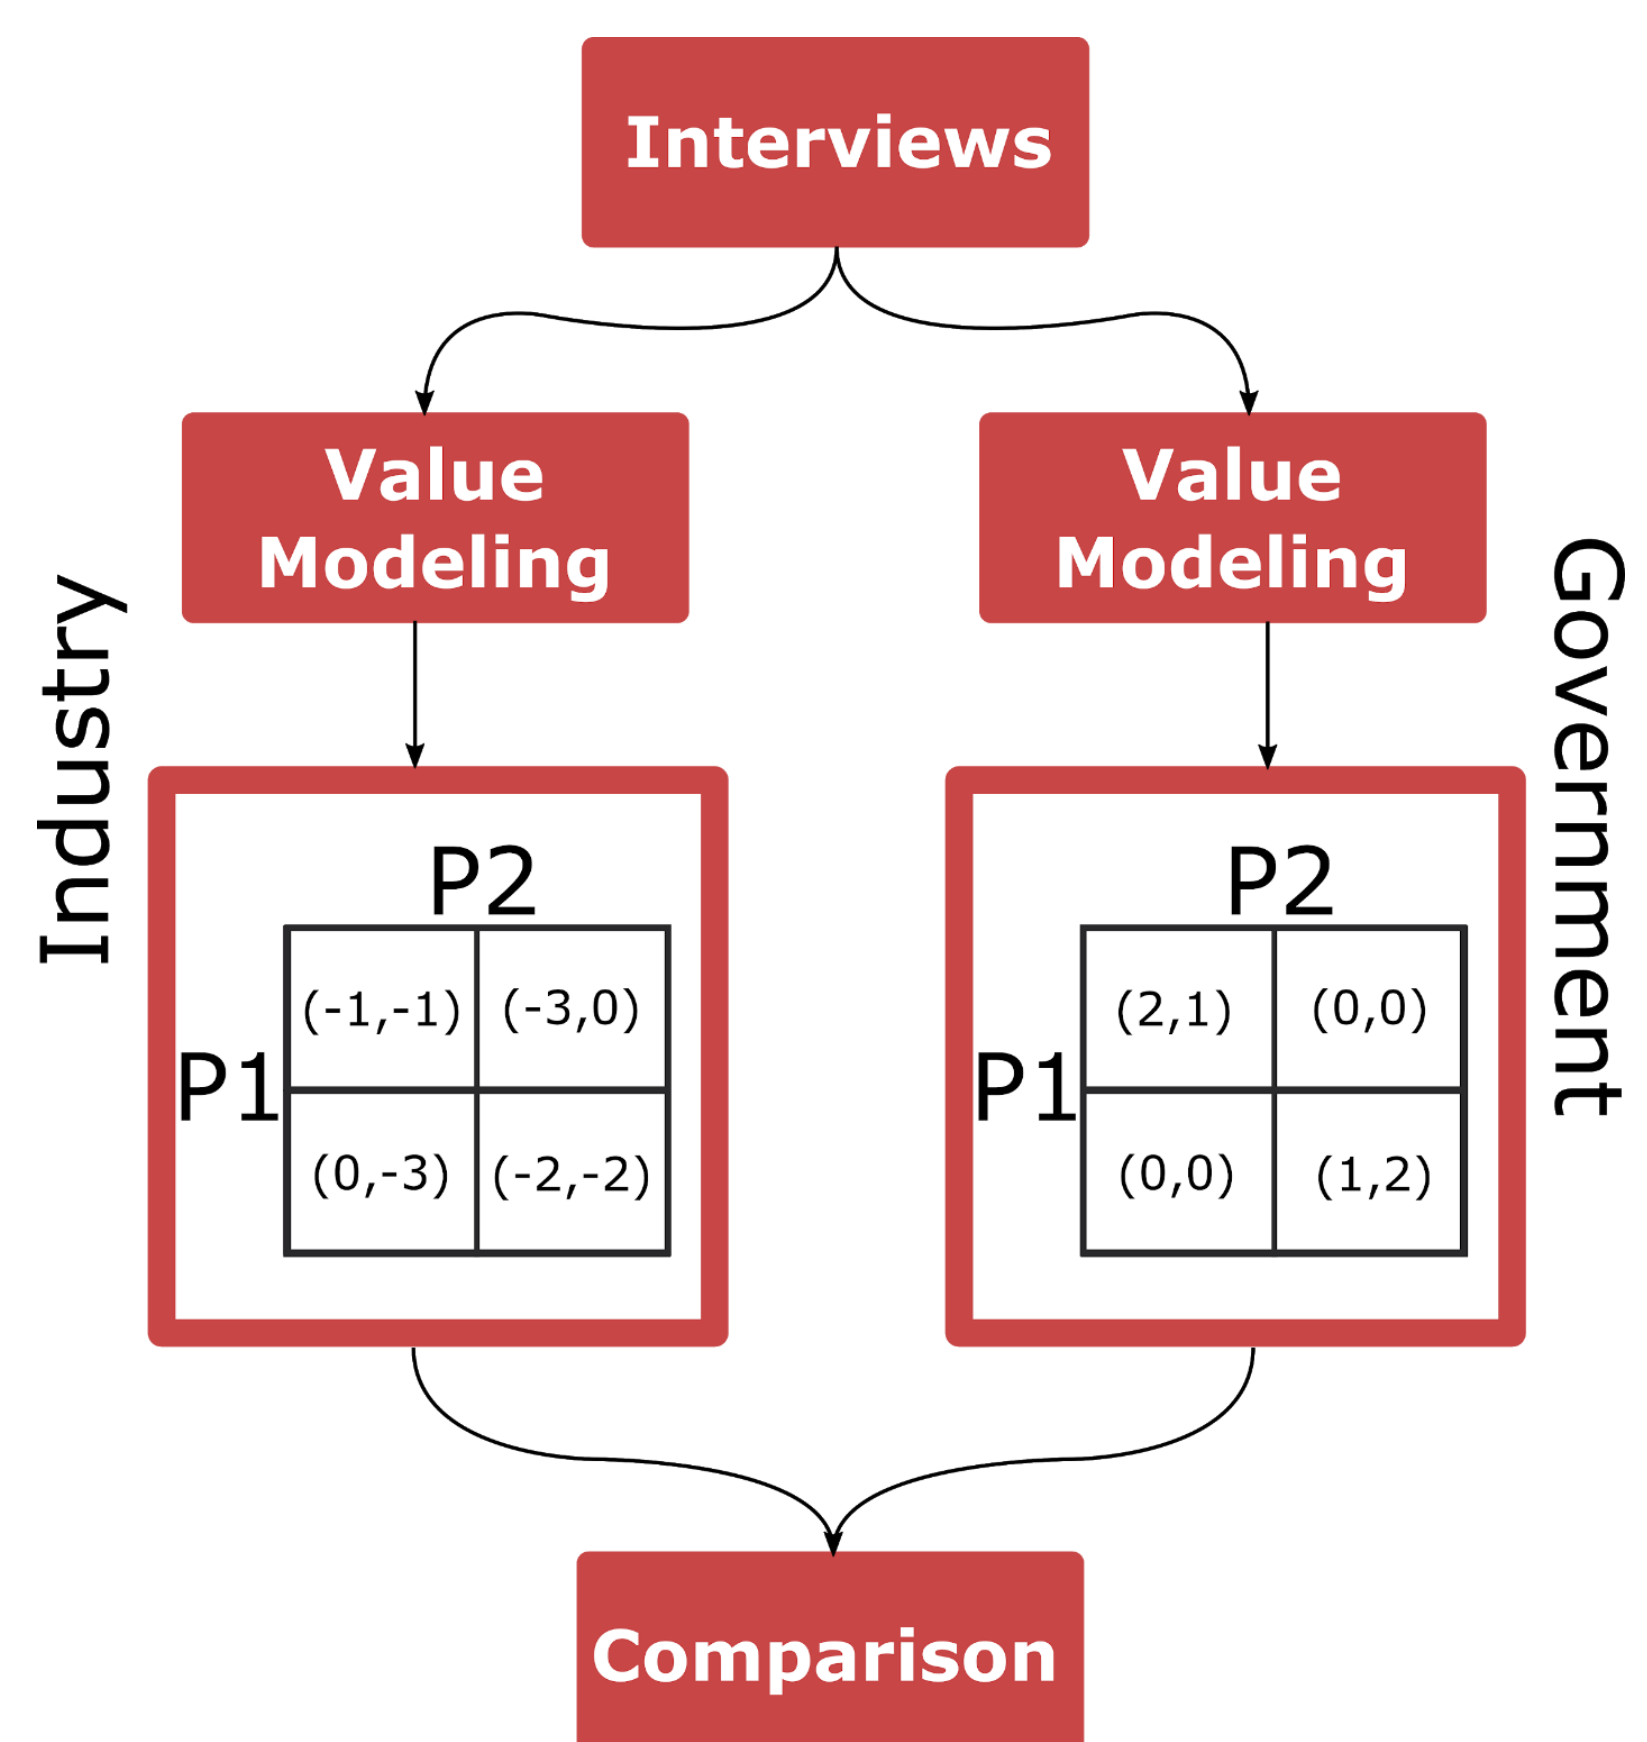 Interviews
Value
Modeling
Value
Modeling
Industry
Government
P2
P1
(-1,-1) (-3,0)
(0,-3) (-2,-2)
P2
P1
(2,1) (0,0)
(0,0) (1,2)
Comparison